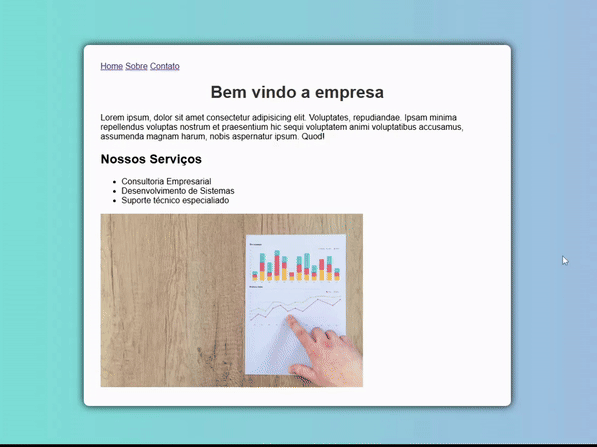 Home Sobre Contato
Bem vindo a empresa
Lorem ipsum, dolor sit amet consectetur adipisicing elit. Voluptates, repudiandae. Ipsam minima
repellendus voluptas nostrum et praesentium hic sequi voluptatem animi voluptatibus accusamus,
assumenda magnam harum, nobis aspernatur ipsum. Quod!
Nossos Serviços
Consultoria Empresarial
Desenvolvimento de Sistemas
Suporte técnico especialiado